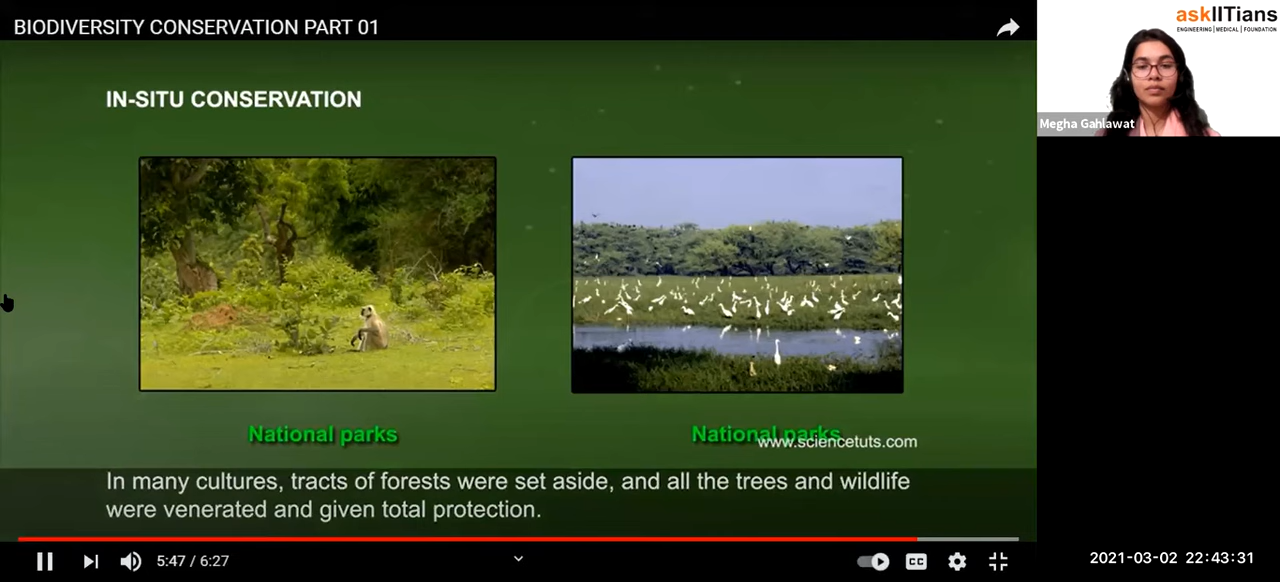 BIODIVERSITY CONSERVATION PART 01
askIITians
ENGINEERING | MEDICAL | FOUNDATION
Megha Gahlawat
IN-SITU CONSERVATION
National parks
National parks
www.sciencetuts.com
In many cultures, tracts of forests were set aside, and all the trees and wildlife
were venerated and given total protection.
5:47 / 6:27
CC
2021-03-02 22:43:31